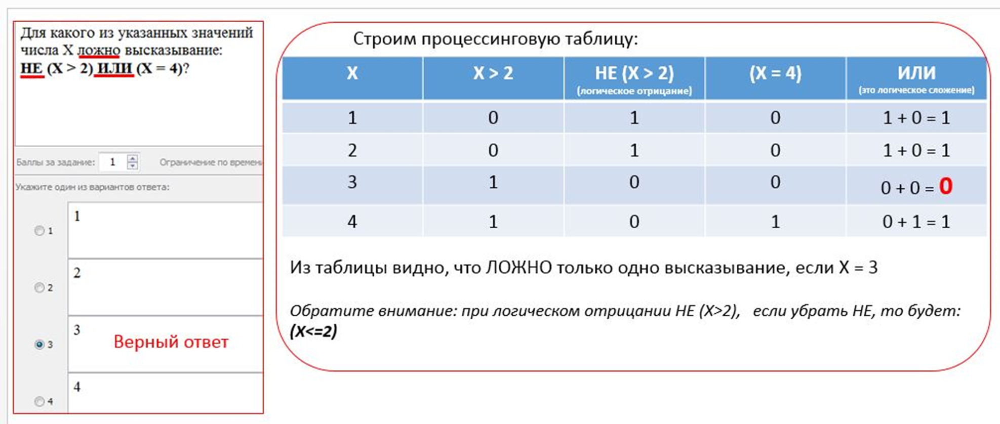 Для какого из указанных значений
числа X ложно высказывание:
НЕ (X > 2) ИЛИ (X = 4)?
Баллы за задание: 1 Ограничение по времени
Укажите один из вариантов ответа:
1 1
2 2
3 3 Верный ответ
4 4
Строим процессинговую таблицу:
X X > 2 НЕ (X > 2) (X = 4) ИЛИ
(логическое отрицание) (это логическое сложение)
1 0 1 0 1 + 0 = 1
2 0 1 0 1 + 0 = 1
3 1 0 0 0 + 0 = 0
4 1 0 1 0 + 1 = 1
Из таблицы видно, что ЛОЖНО только одно высказывание, если X = 3
Обратите внимание: при логическом отрицании НЕ (X>2), если убрать НЕ, то будет:
(X<=2)